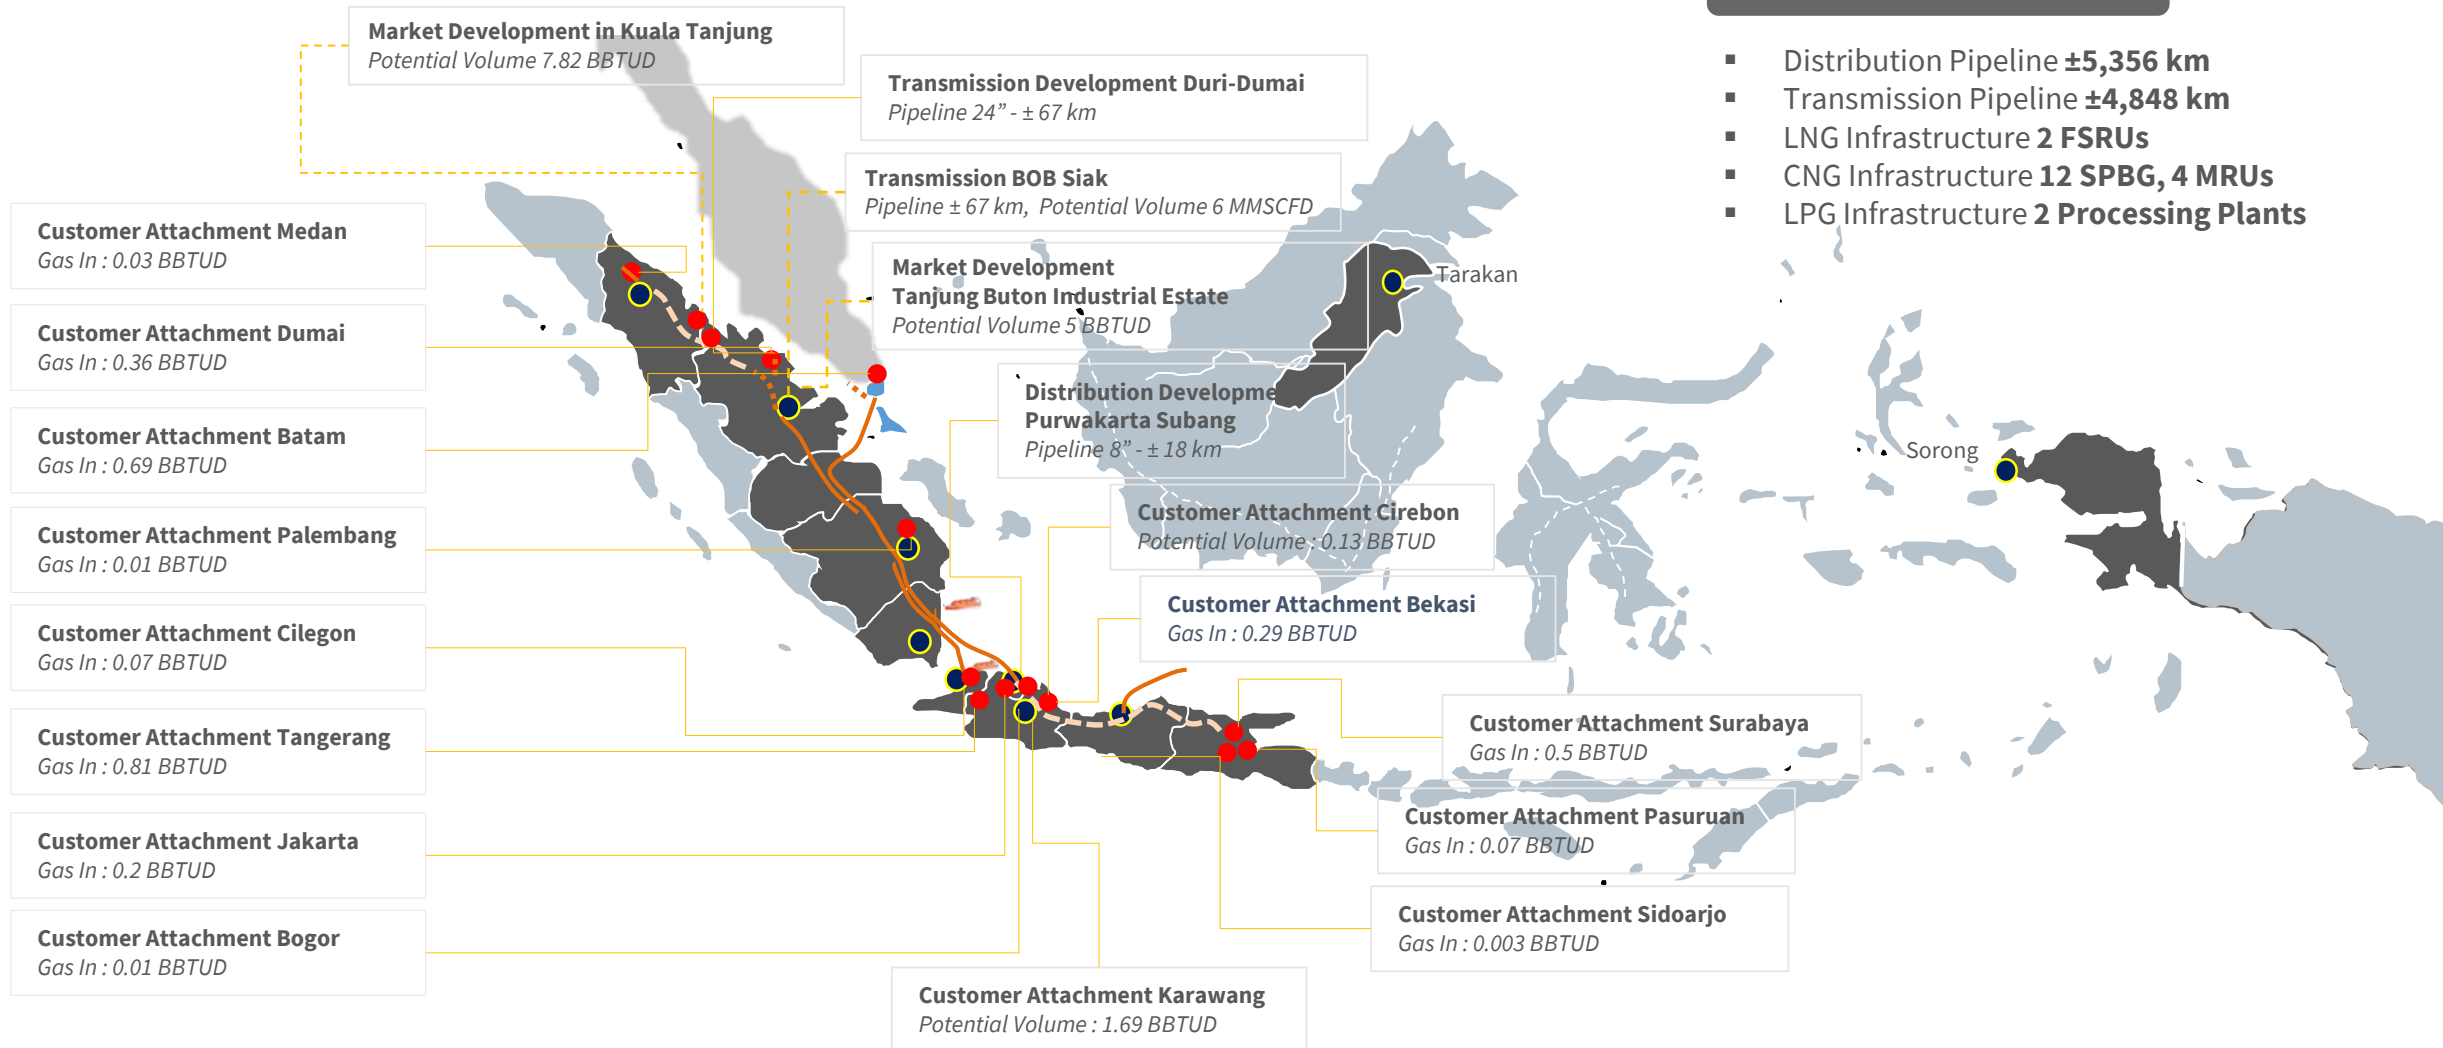 Market Development in Kuala Tanjung
Potential Volume 7.82 BBTUD
Transmission Development Duri-Dumai
Pipeline 24” - ± 67 km
Transmission BOB Siak
Pipeline ± 67 km, Potential Volume 6 MMSCFD
Market Development
Tanjung Buton Industrial Estate
Potential Volume 5 BBTUD
Distribution Developme
Purwakarta Subang
Pipeline 8” - ± 18 km
Customer Attachment Cirebon
Potential Volume : 0.13 BBTUD
Customer Attachment Bekasi
Gas In : 0.29 BBTUD
Customer Attachment Surabaya
Gas In : 0.5 BBTUD
Customer Attachment Pasuruan
Gas In : 0.07 BBTUD
Customer Attachment Sidoarjo
Gas In : 0.003 BBTUD
Customer Attachment Karawang
Potential Volume : 1.69 BBTUD
Customer Attachment Medan
Gas In : 0.03 BBTUD
Customer Attachment Dumai
Gas In : 0.36 BBTUD
Customer Attachment Batam
Gas In : 0.69 BBTUD
Customer Attachment Palembang
Gas In : 0.01 BBTUD
Customer Attachment Cilegon
Gas In : 0.07 BBTUD
Customer Attachment Tangerang
Gas In : 0.81 BBTUD
Customer Attachment Jakarta
Gas In : 0.2 BBTUD
Customer Attachment Bogor
Gas In : 0.01 BBTUD
Tarakan
Sorong
▪ Distribution Pipeline ±5,356 km
▪ Transmission Pipeline ±4,848 km
▪ LNG Infrastructure 2 FSRUs
▪ CNG Infrastructure 12 SPBG, 4 MRUs
▪ LPG Infrastructure 2 Processing Plants